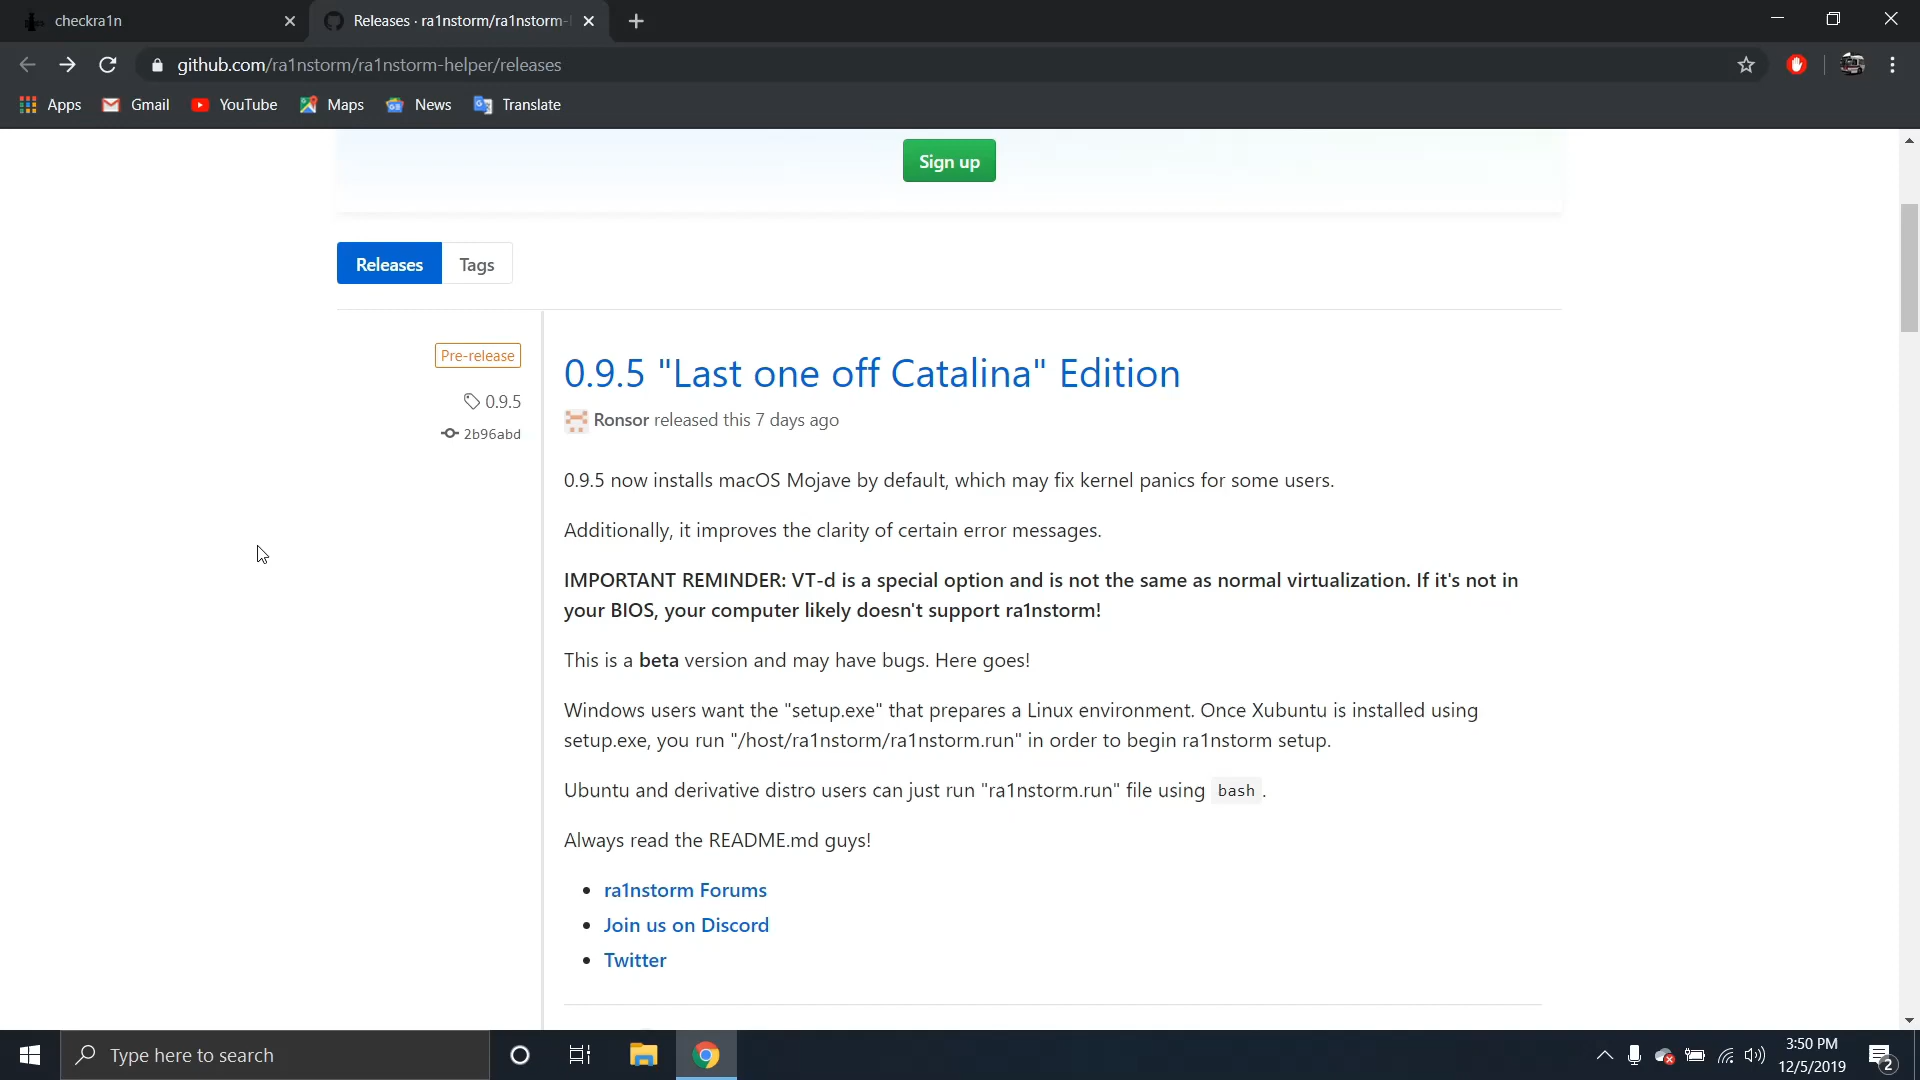 checkra1n
Releases · ra1nstorm/ra1nstorm-
github.com/ra1nstorm/ra1nstorm-helper/releases
Apps Gmail YouTube Maps News Translate
Sign up
Releases Tags
Pre-release
0.9.5
2b96abd
0.9.5 "Last one off Catalina" Edition
Ronsor released this 7 days ago
0.9.5 now installs macOS Mojave by default, which may fix kernel panics for some users.
Additionally, it improves the clarity of certain error messages.
IMPORTANT REMINDER: VT-d is a special option and is not the same as normal virtualization. If it's not in
your BIOS, your computer likely doesn't support ra1nstorm!
This is a beta version and may have bugs. Here goes!
Windows users want the "setup.exe" that prepares a Linux environment. Once Xubuntu is installed using
setup.exe, you run "/host/ra1nstorm/ra1nstorm.run" in order to begin ra1nstorm setup.
Ubuntu and derivative distro users can just run "ra1nstorm.run" file using bash .
Always read the README.md guys!
ra1nstorm Forums
Join us on Discord
Twitter
Type here to search
3:50 PM
12/5/2019
2